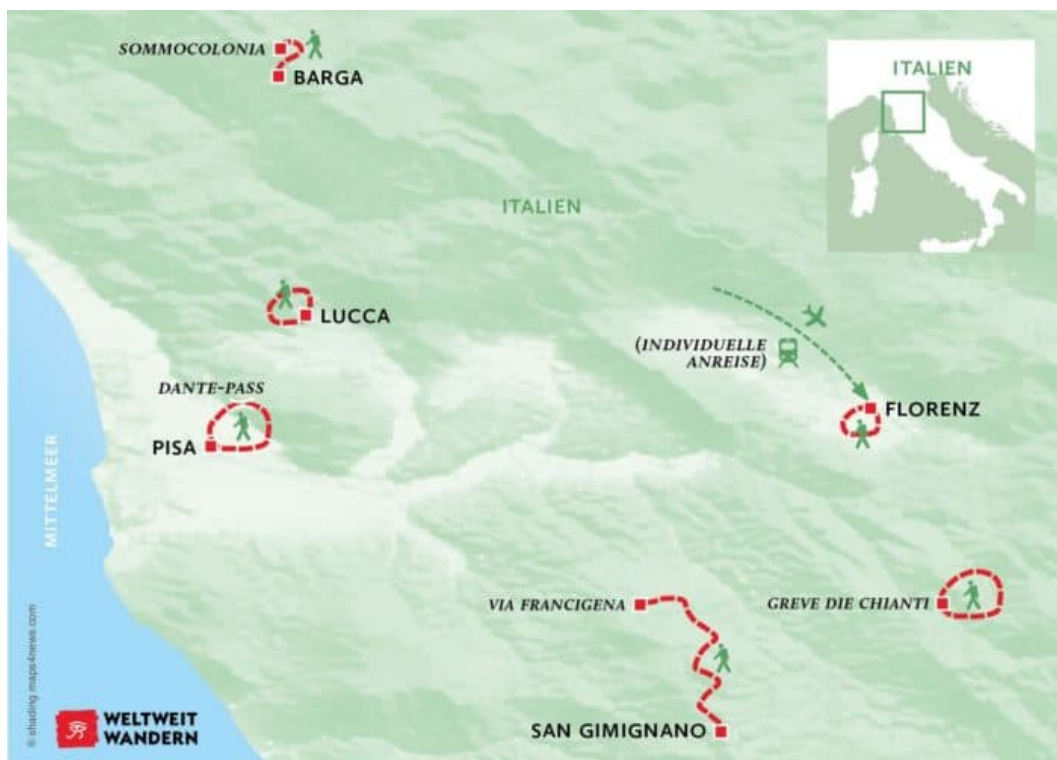 SOMMOCOLONIA
BARGA
ITALIEN
ITALIEN
LUCCA
(INDIVIDUELLE
ANREISE)
DANTE-PASS
FLORENZ
PISA
MITTELMEER
VIA FRANCIGENA
GREVE DIE CHIANTI
SAN GIMIGNANO
© shading maps4news.com
WELTWEIT
WANDERN